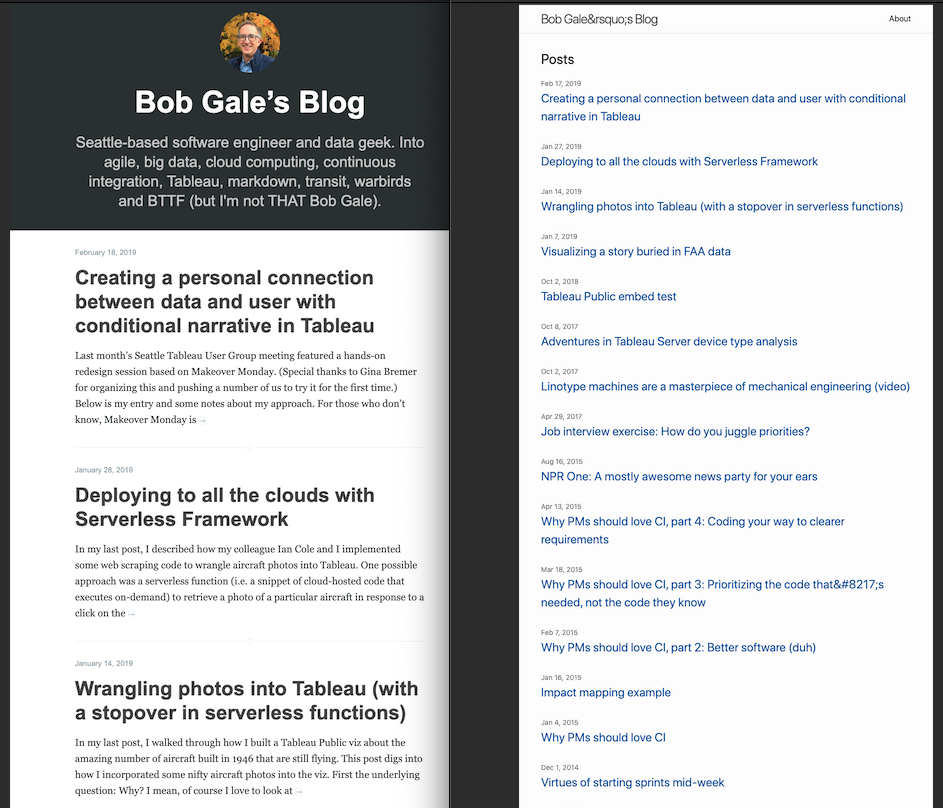 Bob Gale’s Blog
Seattle-based software engineer and data geek. Into
agile, big data, cloud computing, continuous
integration, Tableau, markdown, transit, warbirds
and BTTF (but I'm not THAT Bob Gale).
February 18, 2019
Creating a personal connection
between data and user with
conditional narrative in Tableau
Last month’s Seattle Tableau User Group meeting featured a hands-on
redesign session based on Makeover Monday. (Special thanks to Gina Bremer
for organizing this and pushing a number of us to try it for the first time.)
Below is my entry and some notes about my approach. For those who don’t
know, Makeover Monday is →
January 28, 2019
Deploying to all the clouds with
Serverless Framework
In my last post, I described how my colleague Ian Cole and I implemented
some web scraping code to wrangle aircraft photos into Tableau. One possible
approach was a serverless function (i.e. a snippet of cloud-hosted code that
executes on-demand) to retrieve a photo of a particular aircraft in response to a
click on the →
January 14, 2019
Wrangling photos into Tableau (with
a stopover in serverless functions)
In my last post, I walked through how I built a Tableau Public viz about the
amazing number of aircraft built in 1946 that are still flying. This post digs into
how I incorporated some nifty aircraft photos into the viz. First the underlying
question: Why? I mean, of course I love to look at →
Bob Gale&rsquo;s Blog
About
Posts
Feb 17, 2019
Creating a personal connection between data and user with conditional
narrative in Tableau
Jan 27, 2019
Deploying to all the clouds with Serverless Framework
Jan 14, 2019
Wrangling photos into Tableau (with a stopover in serverless functions)
Jan 7, 2019
Visualizing a story buried in FAA data
Oct 2, 2018
Tableau Public embed test
Oct 8, 2017
Adventures in Tableau Server device type analysis
Oct 2, 2017
Linotype machines are a masterpiece of mechanical engineering (video)
Apr 29, 2017
Job interview exercise: How do you juggle priorities?
Aug 16, 2015
NPR One: A mostly awesome news party for your ears
Apr 13, 2015
Why PMs should love CI, part 4: Coding your way to clearer
requirements
Mar 18, 2015
Why PMs should love CI, part 3: Prioritizing the code that&#8217;s
needed, not the code they know
Feb 7, 2015
Why PMs should love CI, part 2: Better software (duh)
Jan 16, 2015
Impact mapping example
Jan 4, 2015
Why PMs should love CI
Dec 1, 2014
Virtues of starting sprints mid-week